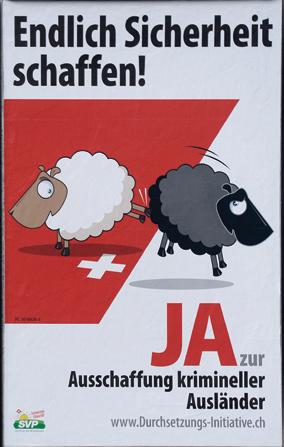 Endlich Sicherheit
schaffen!
JA zur
Ausschaffung krimineller
Ausländer
www.Durchsetzungs-Initiative.ch
SVP